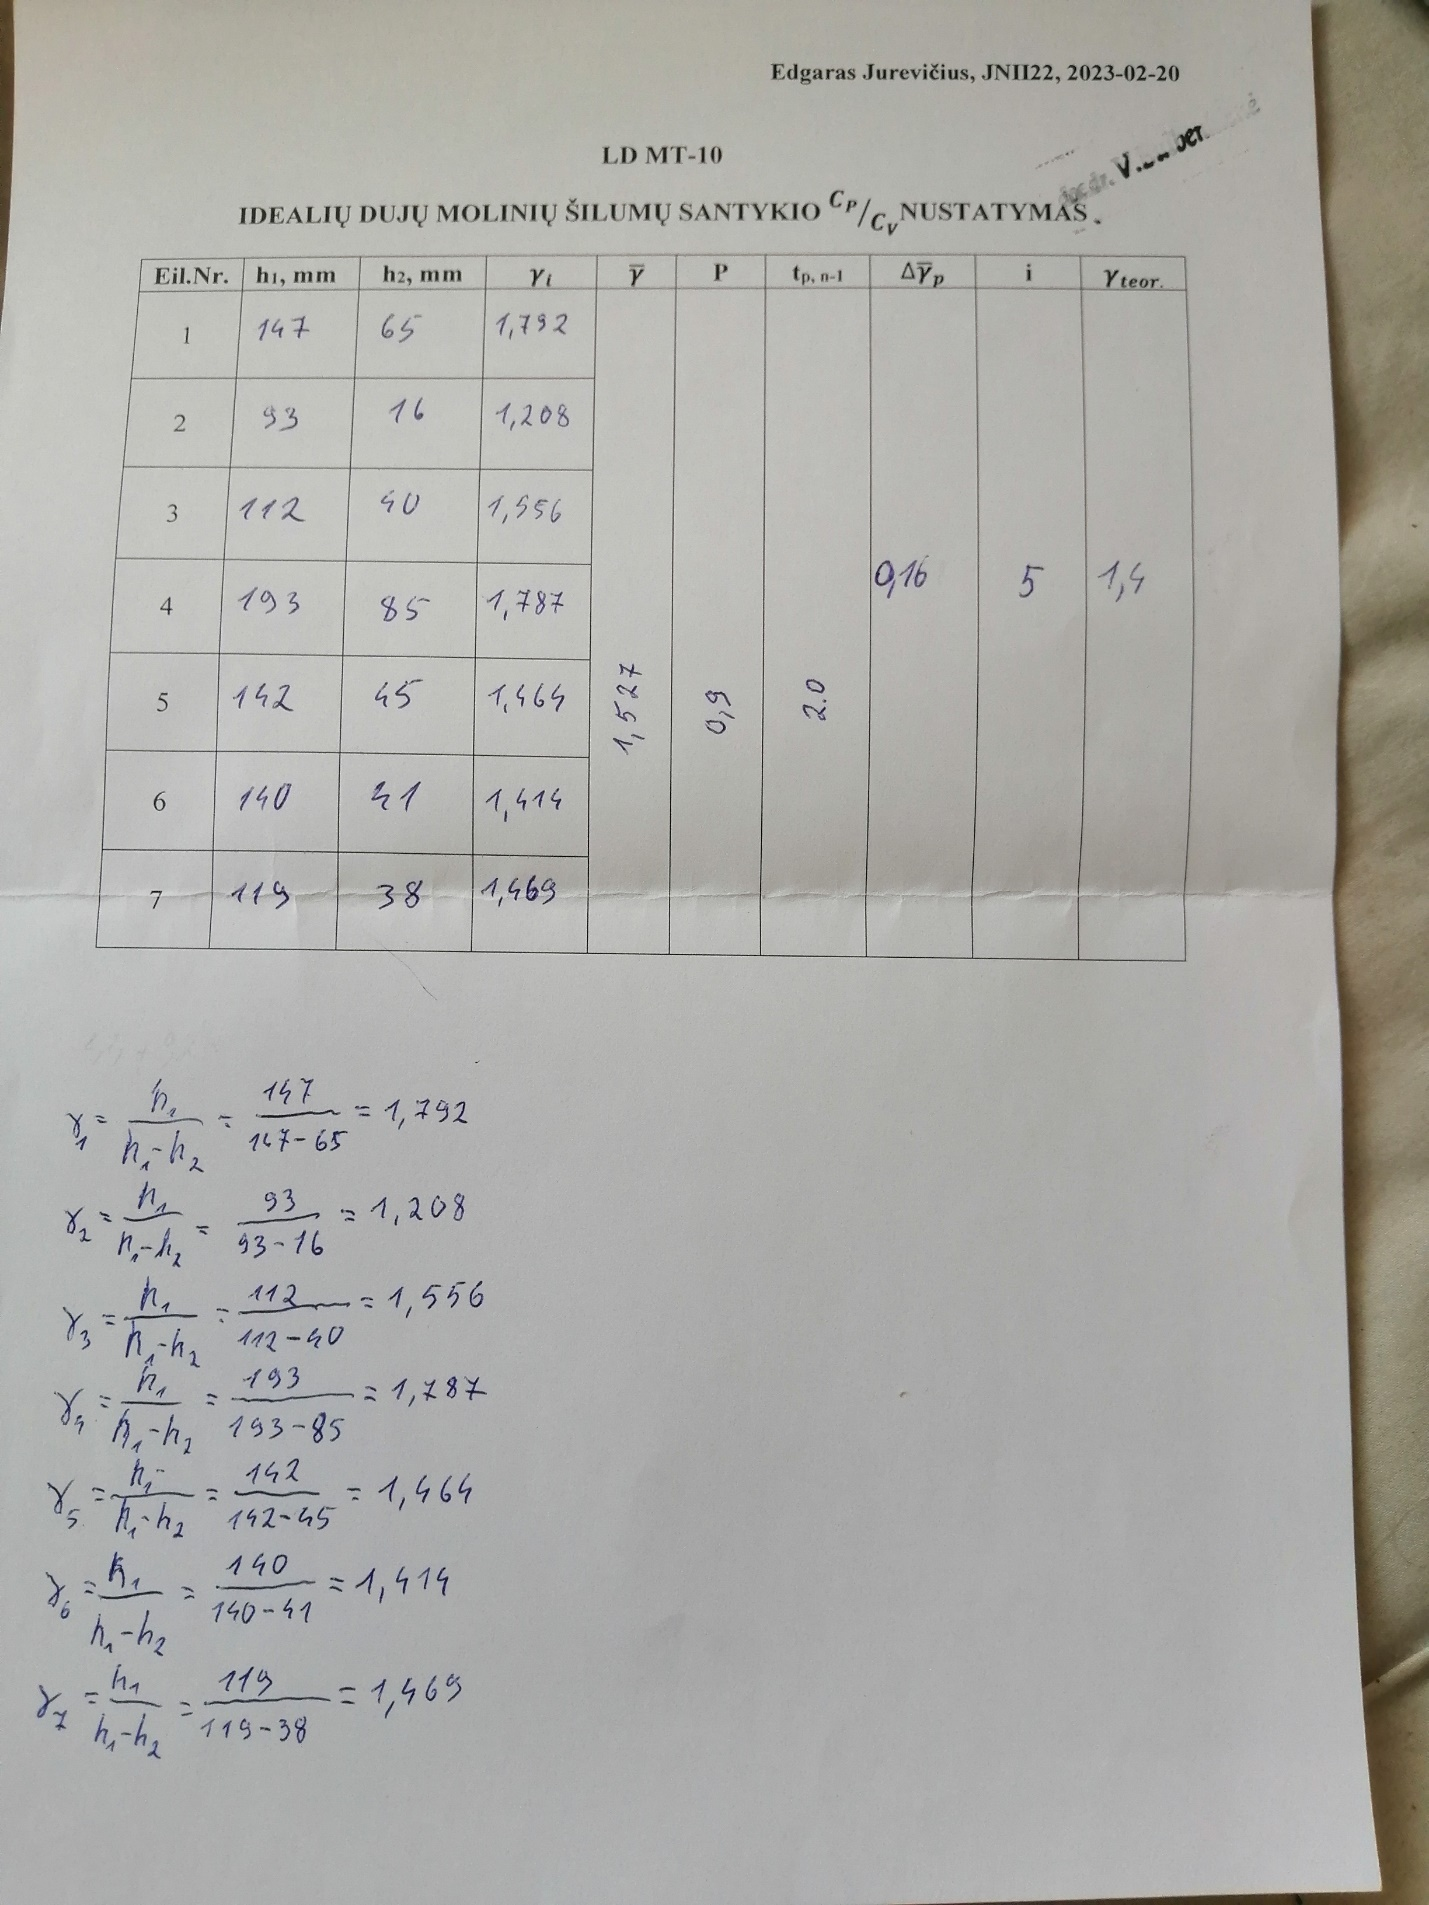 Edgaras Jurevičius, JNII22, 2023-02-20
LD MT-10
IDEALIŲ DUJŲ MOLINIŲ ŠILUMŲ SANTYKIO C_P/C_V NUSTATYMAS.
Eil.Nr. h₁, mm h₂, mm γᵢ γ̅ P t_p, n-1 Δγ̅_p i γ_teor.
1 147 65 1,792
2 93 16 1,208
3 112 40 1,556
4 193 85 1,787 0,16 5 1,4
5 142 45 1,464 1,527 0,9 2.0
6 140 41 1,414
7 119 38 1,469
γ₁ = h₁/(h₁-h₂) = 147/(147-65) = 1,792
γ₂ = h₁/(h₁-h₂) = 93/(93-16) = 1,208
γ₃ = h₁/(h₁-h₂) = 112/(112-40) = 1,556
γ₄ = h₁/(h₁-h₂) = 193/(193-85) = 1,787
γ₅ = h₁/(h₁-h₂) = 142/(142-45) = 1,464
γ₆ = h₁/(h₁-h₂) = 140/(140-41) = 1,414
γ₇ = h₁/(h₁-h₂) = 119/(119-38) = 1,469